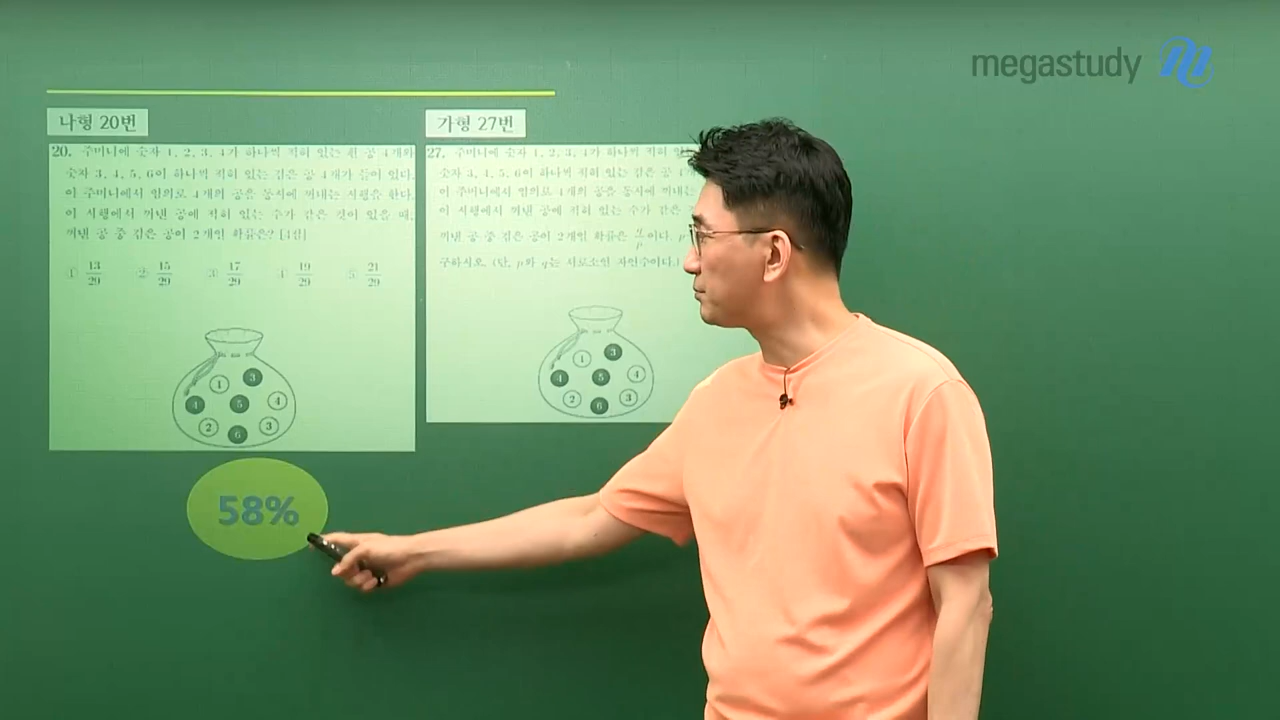 megastudy
나형 20번
20. 주머니에 숫자 1, 2, 3, 4가 하나씩 적혀 있는 흰 공 4개와
숫자 3, 4, 5, 6이 하나씩 적혀 있는 검은 공 4개가 들어 있다.
이 주머니에서 임의로 4개의 공을 동시에 꺼내는 시행을 한다.
이 시행에서 꺼낸 공에 적혀 있는 수가 같은 것이 있을 때,
꺼낸 공 중 검은 공이 2개일 확률은? [4점]
① 13/29 ② 15/29 ③ 17/29 ④ 19/29 ⑤ 21/29
1 3
4 5 4
2 6 3
58%
가형 27번
27. 주머니에 숫자 1, 2, 3, 4가 하나씩 적혀 있
숫자 3, 4, 5, 6이 하나씩 적혀 있는 검은 공 4
이 주머니에서 임의로 4개의 공을 동시에 꺼내는
이 시행에서 꺼낸 공에 적혀 있는 수가 같은
꺼낸 공 중 검은 공이 2개일 확률은 q/p이다. p
구하시오. (단, p와 q는 서로소인 자연수이다.)
1 3
4 5 4
2 6 3